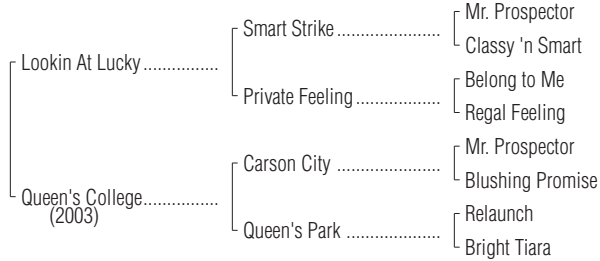 Mr. Prospector
Smart Strike ....................
Classy 'n Smart
Lookin At Lucky ...............
Belong to Me
Private Feeling .................
Regal Feeling
Mr. Prospector
Carson City ....................
Blushing Promise
Queen's College ...............
(2003)
Relaunch
Queen's Park ..................
Bright Tiara